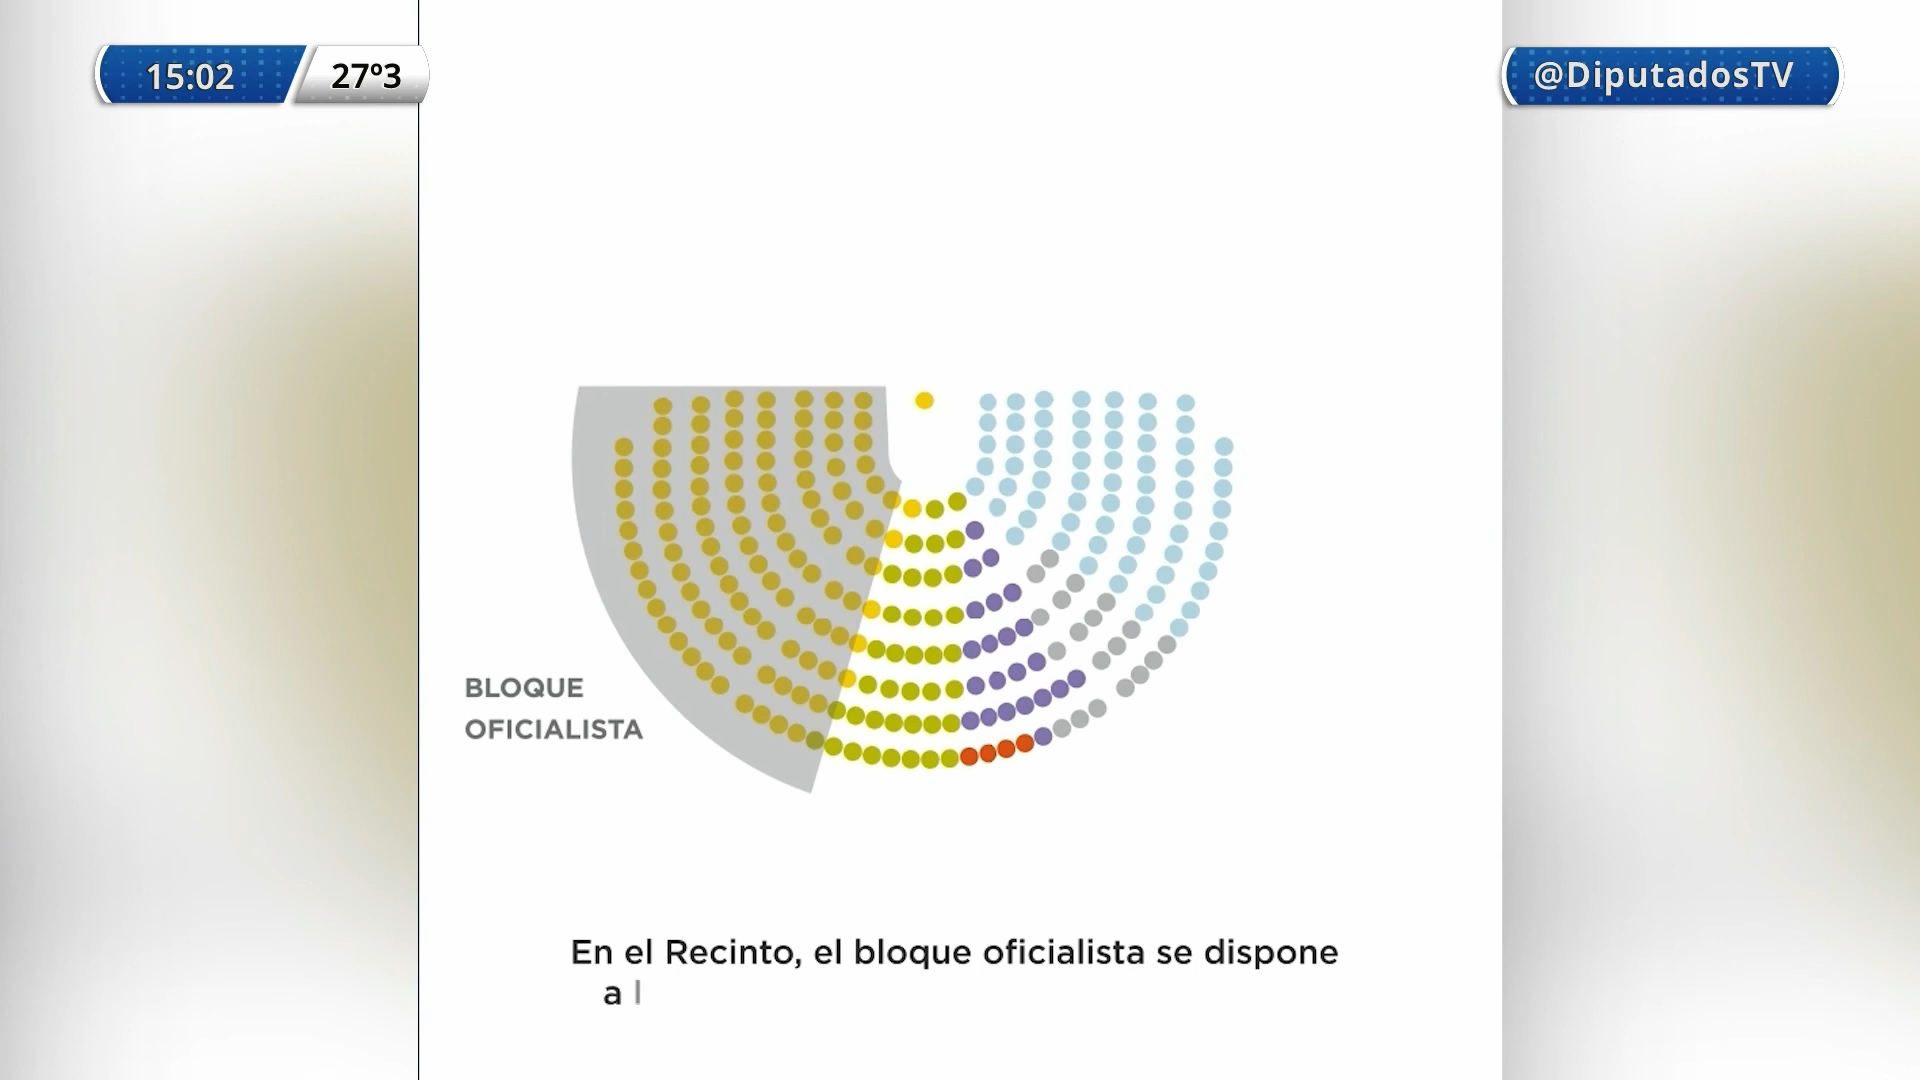 15:02
27º3
@DiputadosTV
BLOQUE
OFICIALISTA
En el Recinto, el bloque oficialista se dispone
a l